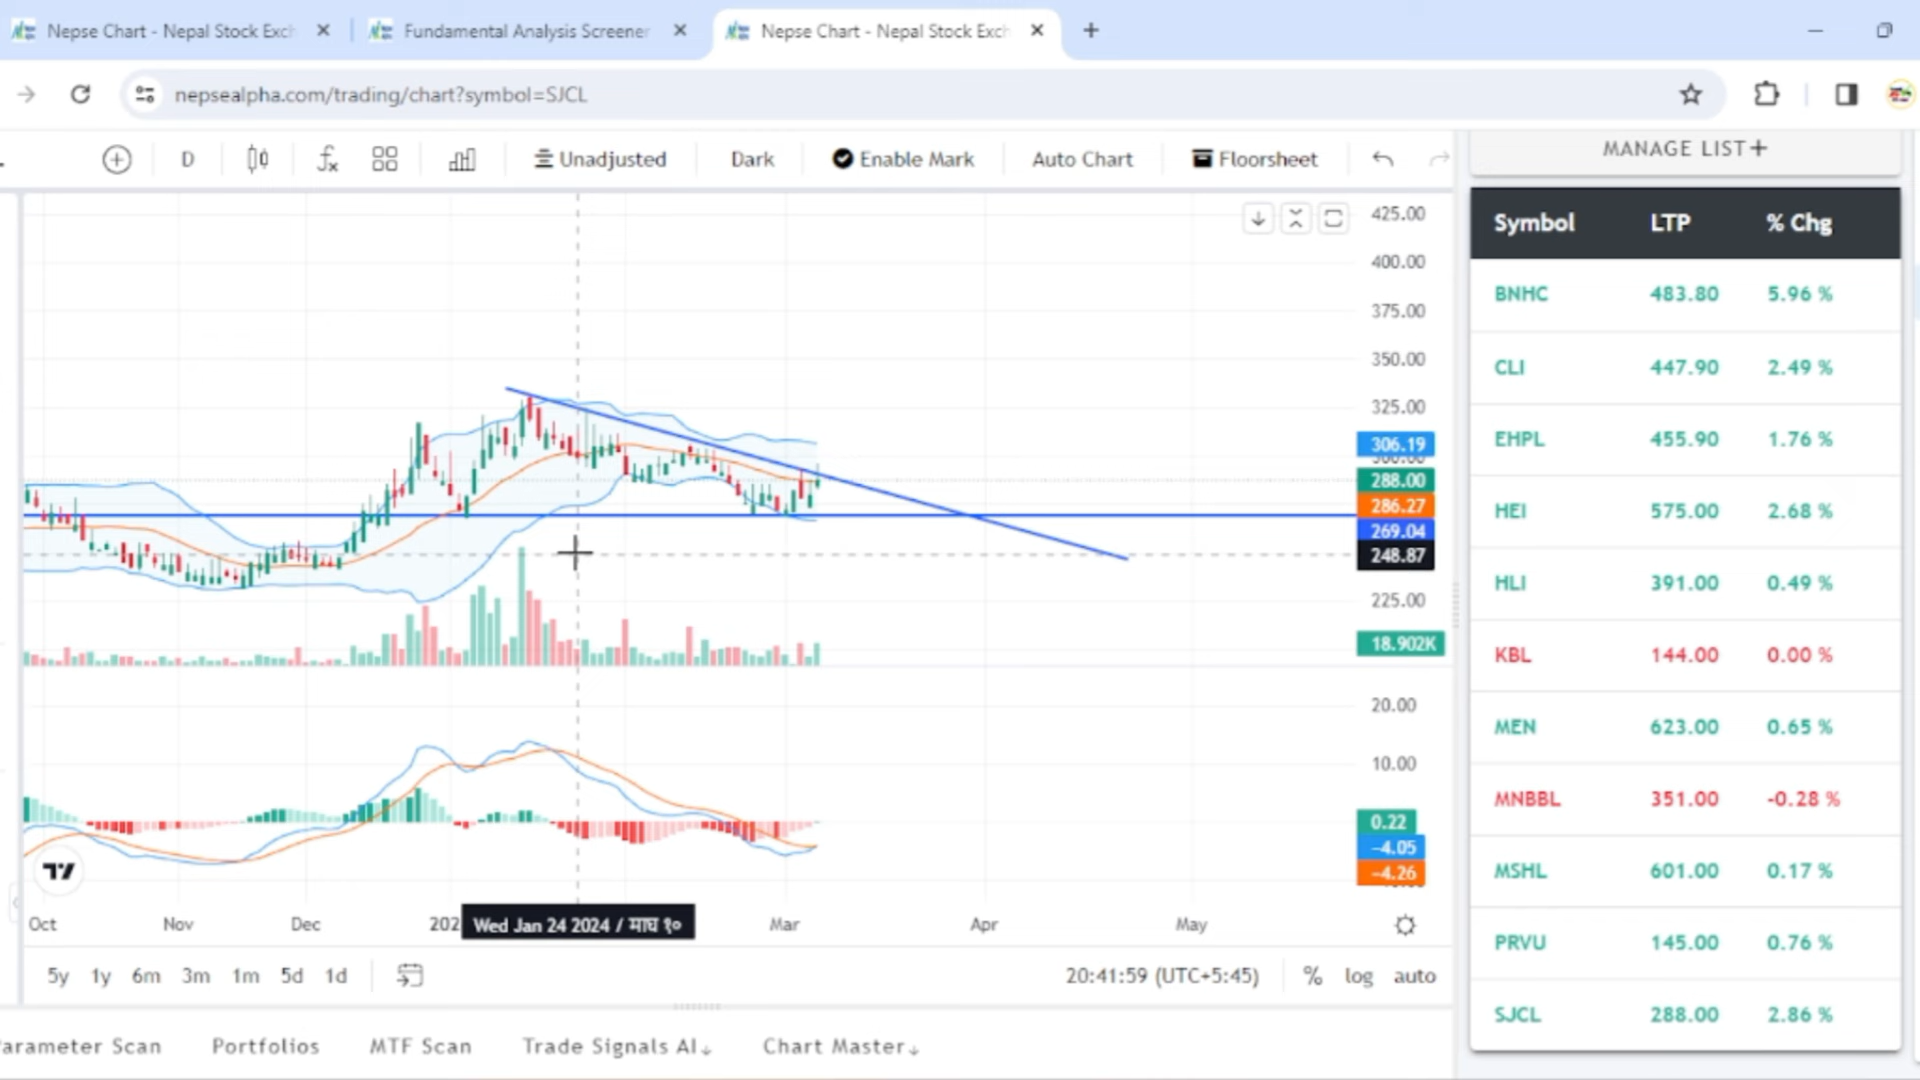 Nepse Chart - Nepal Stock Exch
Fundamental Analysis Screener
Nepse Chart - Nepal Stock Exch
nepsealpha.com/trading/chart?symbol=SJCL
D
Unadjusted
Dark
Enable Mark
Auto Chart
Floorsheet
MANAGE LIST+
425.00
400.00
375.00
350.00
325.00
306.19
288.00
286.27
269.04
248.87
225.00
18.902K
20.00
10.00
0.22
−4.05
−4.26
Oct
Nov
Dec
202
Wed Jan 24 2024 / माघ १०
Mar
Apr
May
5y 1y 6m 3m 1m 5d 1d
20:41:59 (UTC+5:45)
% log auto
arameter Scan
Portfolios
MTF Scan
Trade Signals AI↓
Chart Master↓
Symbol LTP % Chg
BNHC 483.80 5.96 %
CLI 447.90 2.49 %
EHPL 455.90 1.76 %
HEI 575.00 2.68 %
HLI 391.00 0.49 %
KBL 144.00 0.00 %
MEN 623.00 0.65 %
MNBBL 351.00 -0.28 %
MSHL 601.00 0.17 %
PRVU 145.00 0.76 %
SJCL 288.00 2.86 %